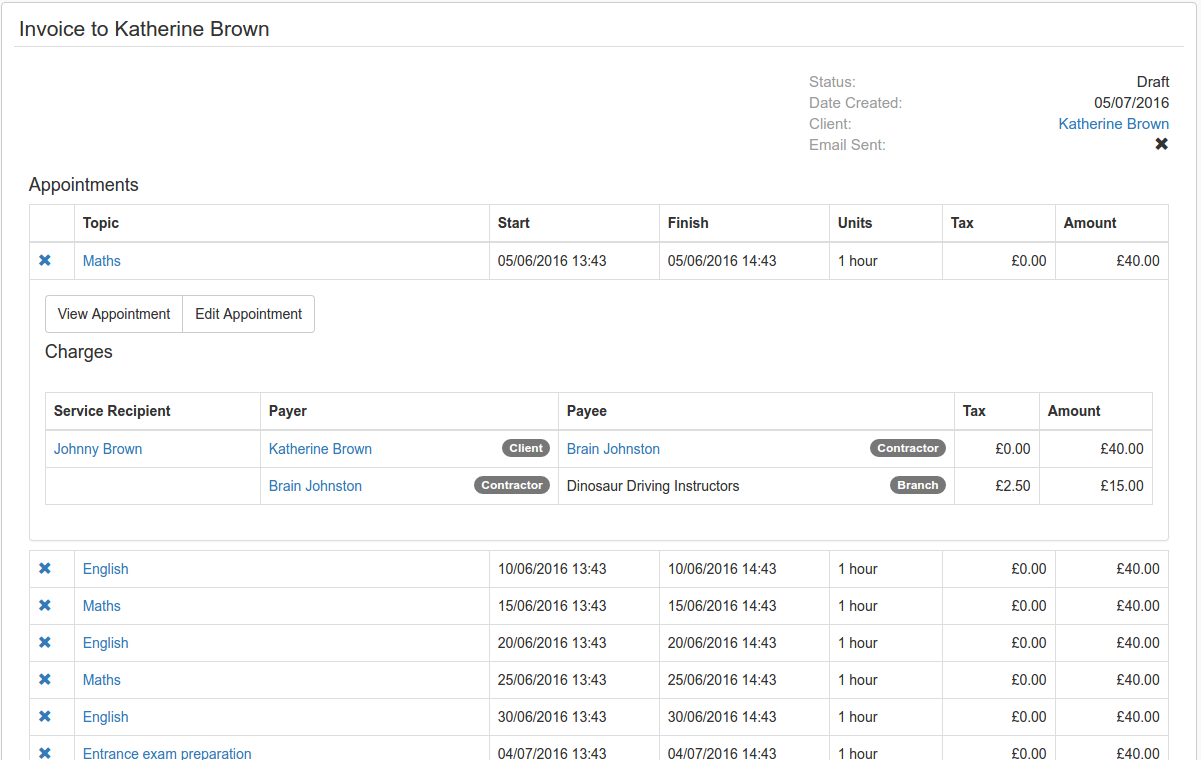 Invoice to Katherine Brown
Status: Draft
Date Created: 05/07/2016
Client: Katherine Brown
Email Sent: ✖
Appointments
Topic Start Finish Units Tax Amount
✖ Maths 05/06/2016 13:43 05/06/2016 14:43 1 hour £0.00 £40.00
View Appointment Edit Appointment
Charges
Service Recipient Payer Payee Tax Amount
Johnny Brown Katherine Brown Client Brain Johnston Contractor £0.00 £40.00
Brain Johnston Contractor Dinosaur Driving Instructors Branch £2.50 £15.00
✖ English 10/06/2016 13:43 10/06/2016 14:43 1 hour £0.00 £40.00
✖ Maths 15/06/2016 13:43 15/06/2016 14:43 1 hour £0.00 £40.00
✖ English 20/06/2016 13:43 20/06/2016 14:43 1 hour £0.00 £40.00
✖ Maths 25/06/2016 13:43 25/06/2016 14:43 1 hour £0.00 £40.00
✖ English 30/06/2016 13:43 30/06/2016 14:43 1 hour £0.00 £40.00
✖ Entrance exam preparation 04/07/2016 13:43 04/07/2016 14:43 1 hour £0.00 £40.00